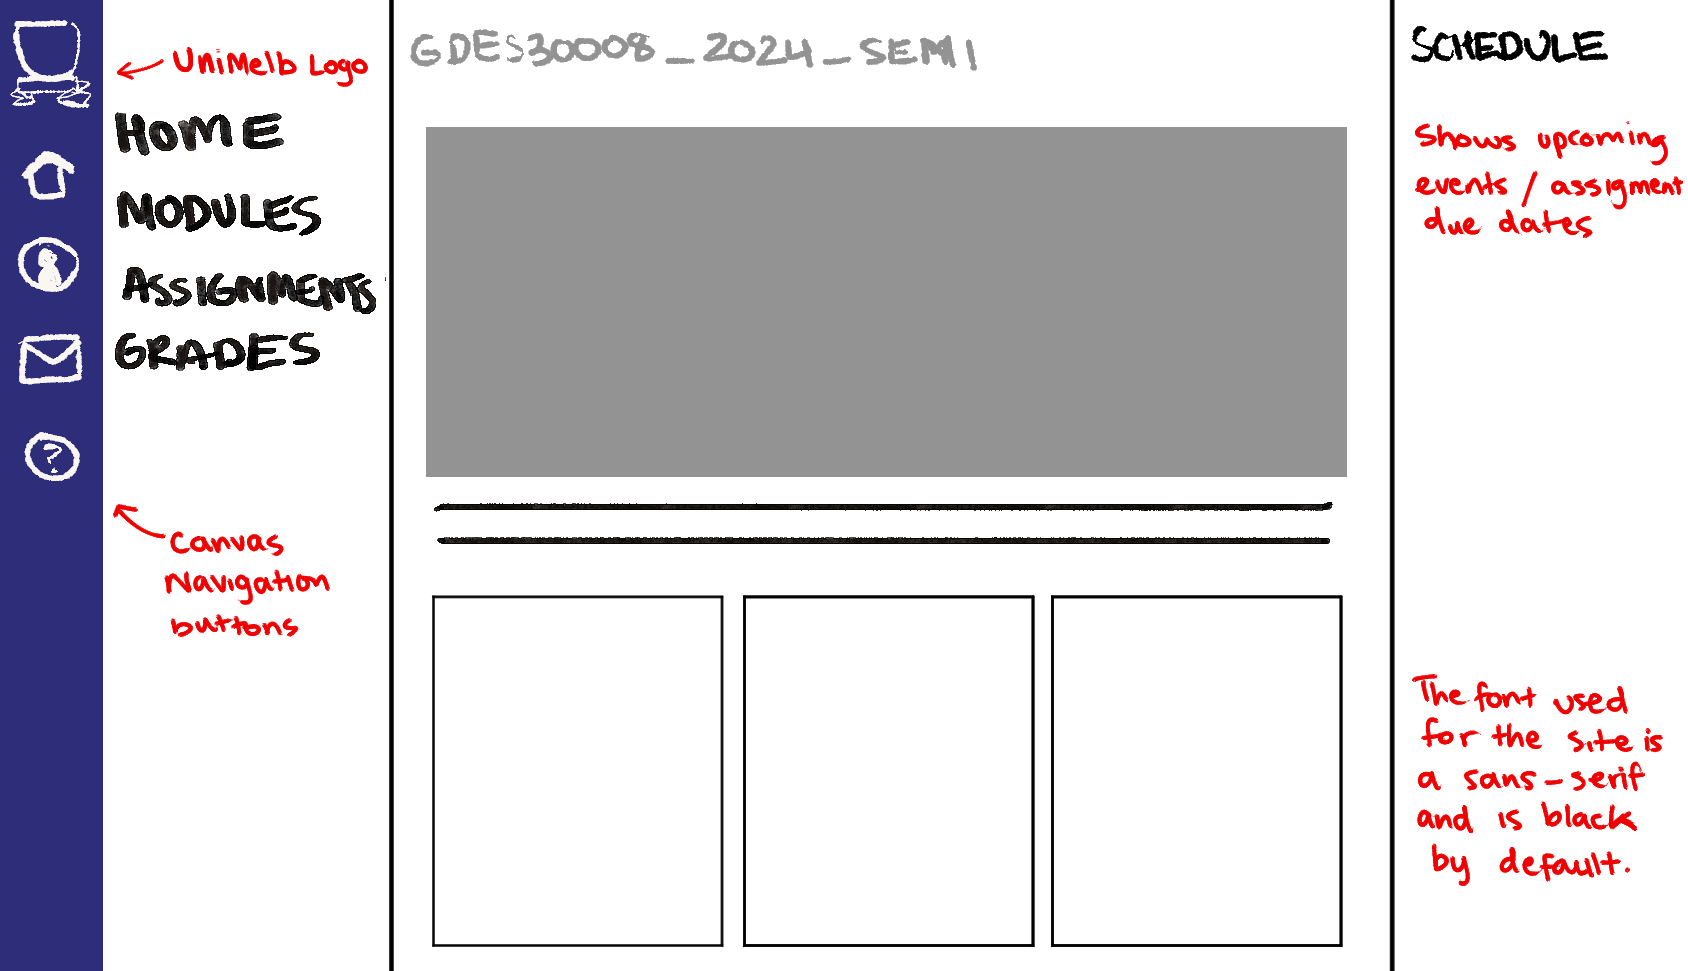 UniMelb Logo
HOME
MODULES
ASSIGNMENTS
GRADES
?
Canvas
Navigation
buttons
GDES30008_2024_SEM1
SCHEDULE
Shows upcoming
events / assigment
due dates
The font used
for the site is
a sans-serif
and is black
by default.